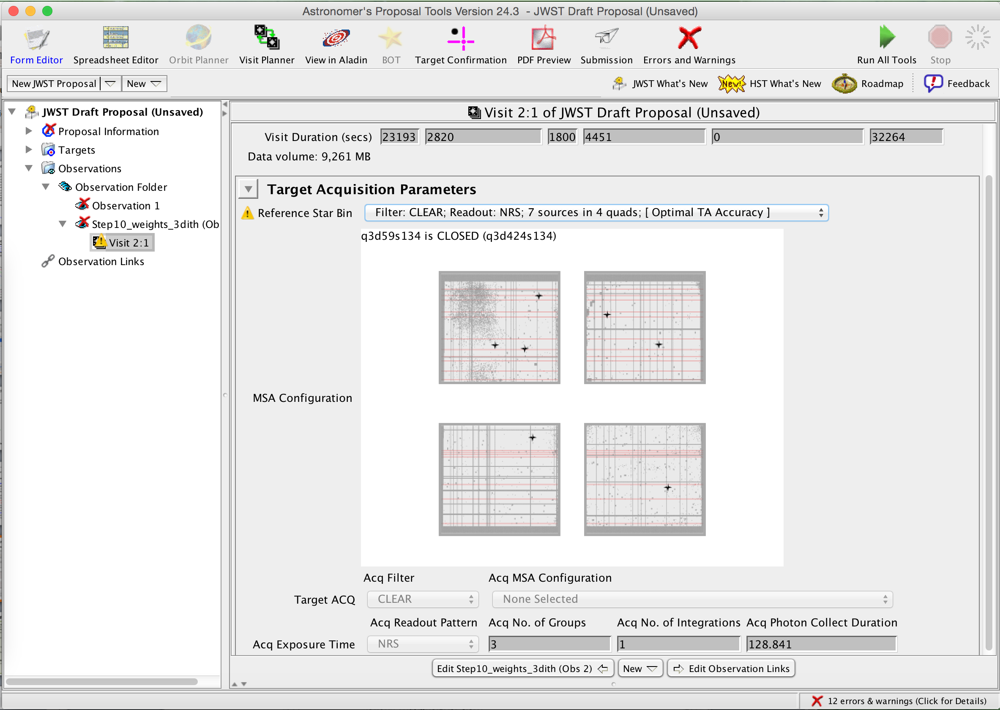 Astronomer's Proposal Tools Version 24.3 - JWST Draft Proposal (Unsaved)
Form Editor
Spreadsheet Editor
Orbit Planner
Visit Planner
View in Aladin
BOT
Target Confirmation
PDF Preview
Submission
Errors and Warnings
Run All Tools
Stop
New JWST Proposal
New
JWST What's New
New!
HST What's New
Roadmap
Feedback
JWST Draft Proposal (Unsaved)
Proposal Information
Targets
Observations
Observation Folder
Observation 1
Step10_weights_3dith (Ob
Visit 2:1
Observation Links
Visit 2:1 of JWST Draft Proposal (Unsaved)
Visit Duration (secs) 23193 2820 1800 4451 0 32264
Data volume: 9,261 MB
Target Acquisition Parameters
Reference Star Bin Filter: CLEAR; Readout: NRS; 7 sources in 4 quads; [ Optimal TA Accuracy ]
q3d59s134 is CLOSED (q3d424s134)
MSA Configuration
Acq Filter Acq MSA Configuration
Target ACQ CLEAR None Selected
Acq Readout Pattern Acq No. of Groups Acq No. of Integrations Acq Photon Collect Duration
Acq Exposure Time NRS 3 1 128.841
Edit Step10_weights_3dith (Obs 2) New Edit Observation Links
12 errors & warnings (Click for Details)